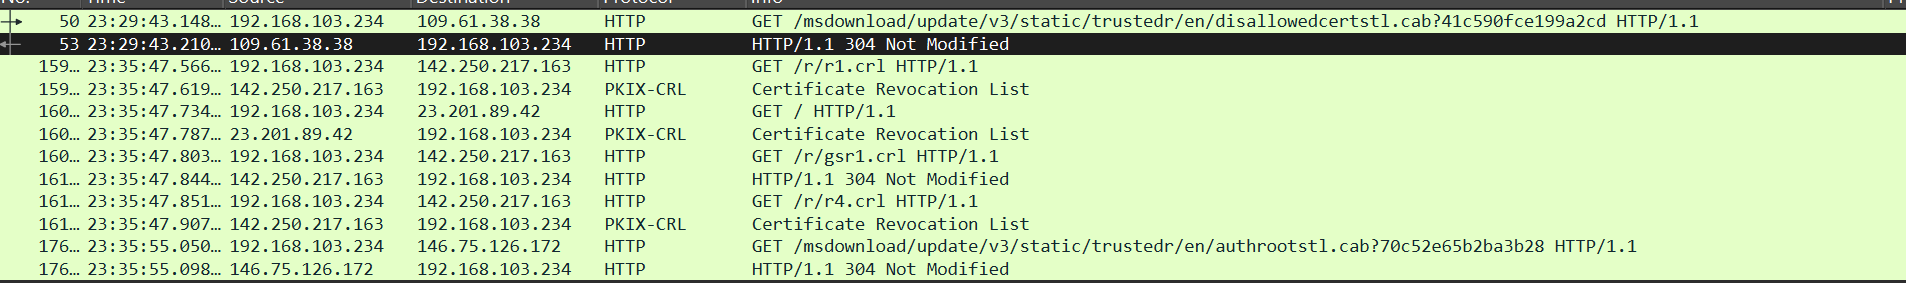 No. Time Source Destination Protocol Info
50 23:29:43.148… 192.168.103.234 109.61.38.38 HTTP GET /msdownload/update/v3/static/trustedr/en/disallowedcertstl.cab?41c590fce199a2cd HTTP/1.1
53 23:29:43.210… 109.61.38.38 192.168.103.234 HTTP HTTP/1.1 304 Not Modified
159… 23:35:47.566… 192.168.103.234 142.250.217.163 HTTP GET /r/r1.crl HTTP/1.1
159… 23:35:47.619… 142.250.217.163 192.168.103.234 PKIX-CRL Certificate Revocation List
160… 23:35:47.734… 192.168.103.234 23.201.89.42 HTTP GET / HTTP/1.1
160… 23:35:47.787… 23.201.89.42 192.168.103.234 PKIX-CRL Certificate Revocation List
160… 23:35:47.803… 192.168.103.234 142.250.217.163 HTTP GET /r/gsr1.crl HTTP/1.1
161… 23:35:47.844… 142.250.217.163 192.168.103.234 HTTP HTTP/1.1 304 Not Modified
161… 23:35:47.851… 192.168.103.234 142.250.217.163 HTTP GET /r/r4.crl HTTP/1.1
161… 23:35:47.907… 142.250.217.163 192.168.103.234 PKIX-CRL Certificate Revocation List
176… 23:35:55.050… 192.168.103.234 146.75.126.172 HTTP GET /msdownload/update/v3/static/trustedr/en/authrootstl.cab?70c52e65b2ba3b28 HTTP/1.1
176… 23:35:55.098… 146.75.126.172 192.168.103.234 HTTP HTTP/1.1 304 Not Modified